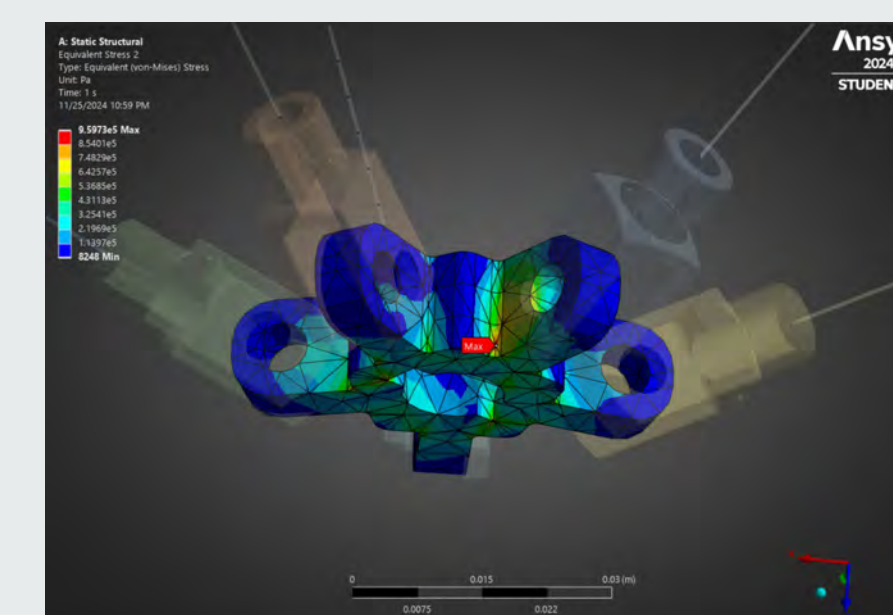 A: Static Structural
Equivalent Stress 2
Type: Equivalent (von-Mises) Stress
Unit: Pa
Time: 1 s
11/25/2024 10:59 PM
9.5973e5 Max
8.5401e5
7.4829e5
6.4257e5
5.3685e5
4.3113e5
3.2541e5
2.1969e5
1.1397e5
8248 Min
Ansy
2024
STUDEN
Max
0
0.015
0.03 (m)
0.0075
0.022